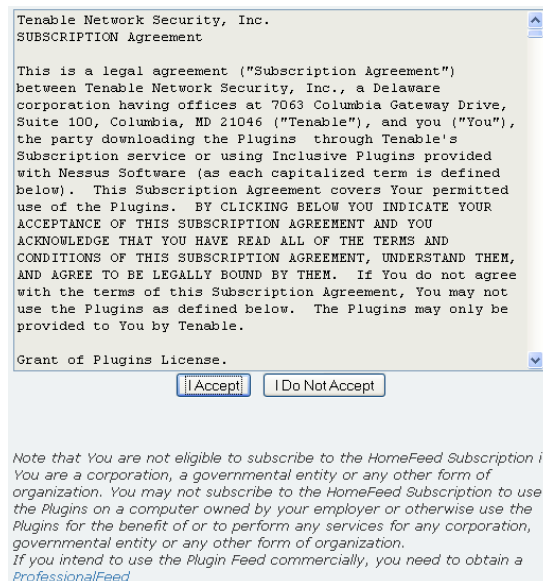 Tenable Network Security, Inc.
SUBSCRIPTION Agreement
This is a legal agreement ("Subscription Agreement")
between Tenable Network Security, Inc., a Delaware
corporation having offices at 7063 Columbia Gateway Drive,
Suite 100, Columbia, MD 21046 ("Tenable"), and you ("You"),
the party downloading the Plugins  through Tenable's
Subscription service or using Inclusive Plugins provided
with Nessus Software (as each capitalized term is defined
below).  This Subscription Agreement covers Your permitted
use of the Plugins.  BY CLICKING BELOW YOU INDICATE YOUR
ACCEPTANCE OF THIS SUBSCRIPTION AGREEMENT AND YOU
ACKNOWLEDGE THAT YOU HAVE READ ALL OF THE TERMS AND
CONDITIONS OF THIS SUBSCRIPTION AGREEMENT, UNDERSTAND THEM,
AND AGREE TO BE LEGALLY BOUND BY THEM.  If You do not agree
with the terms of this Subscription Agreement, You may not
use the Plugins as defined below.  The Plugins may only be
provided to You by Tenable.
Grant of Plugins License.
I Accept I Do Not Accept
Note that You are not eligible to subscribe to the HomeFeed Subscription i
You are a corporation, a governmental entity or any other form of
organization. You may not subscribe to the HomeFeed Subscription to use
the Plugins on a computer owned by your employer or otherwise use the
Plugins for the benefit of or to perform any services for any corporation,
governmental entity or any other form of organization.
If you intend to use the Plugin Feed commercially, you need to obtain a
ProfessionalFeed